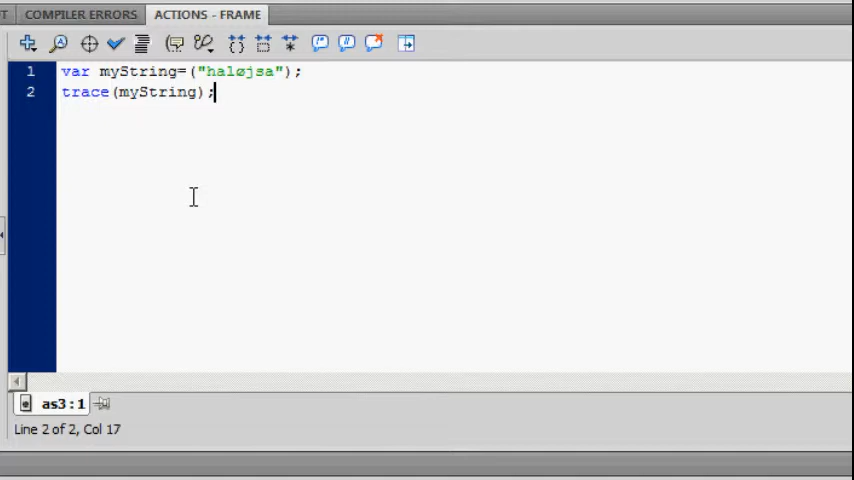 T COMPILER ERRORS ACTIONS - FRAME
1 var myString=("haløjsa");
2 trace(myString);
as3:1
Line 2 of 2, Col 17